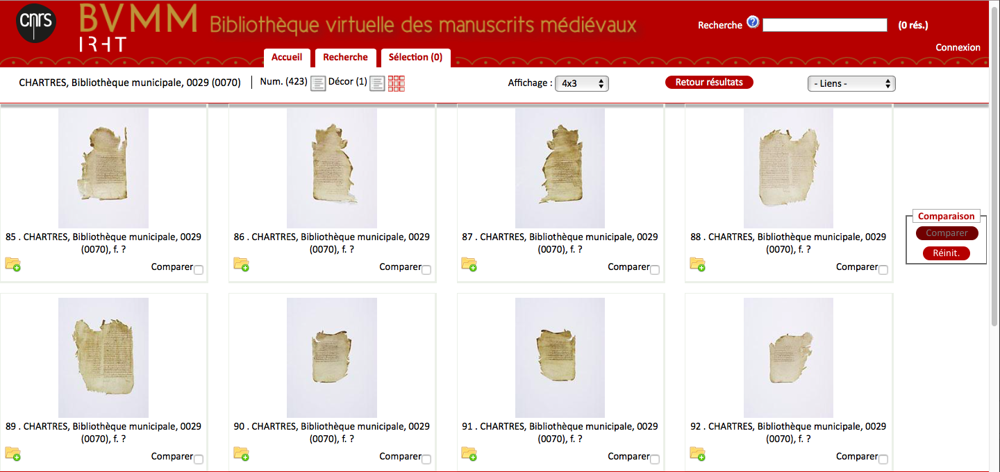 cnrs
BVMM
IRHT
Bibliothèque virtuelle des manuscrits médiévaux
Recherche ? (0 rés.)
Connexion
Accueil Recherche Sélection (0)
CHARTRES, Bibliothèque municipale, 0029 (0070) Num. (423) Décor (1) Affichage : 4x3 Retour résultats - Liens -
85 . CHARTRES, Bibliothèque municipale, 0029
(0070), f. ?
Comparer
86 . CHARTRES, Bibliothèque municipale, 0029
(0070), f. ?
Comparer
87 . CHARTRES, Bibliothèque municipale, 0029
(0070), f. ?
Comparer
88 . CHARTRES, Bibliothèque municipale, 0029
(0070), f. ?
Comparer
Comparaison
Comparer
Réinit.
89 . CHARTRES, Bibliothèque municipale, 0029
(0070), f. ?
Comparer
90 . CHARTRES, Bibliothèque municipale, 0029
(0070), f. ?
Comparer
91 . CHARTRES, Bibliothèque municipale, 0029
(0070), f. ?
Comparer
92 . CHARTRES, Bibliothèque municipale, 0029
(0070), f. ?
Comparer